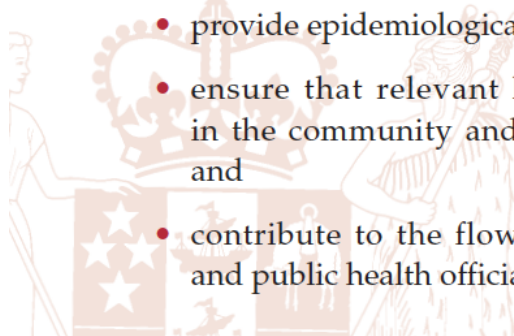 • provide epidemiologica
• ensure that relevant
in the community and
and
• contribute to the flow
and public health officia